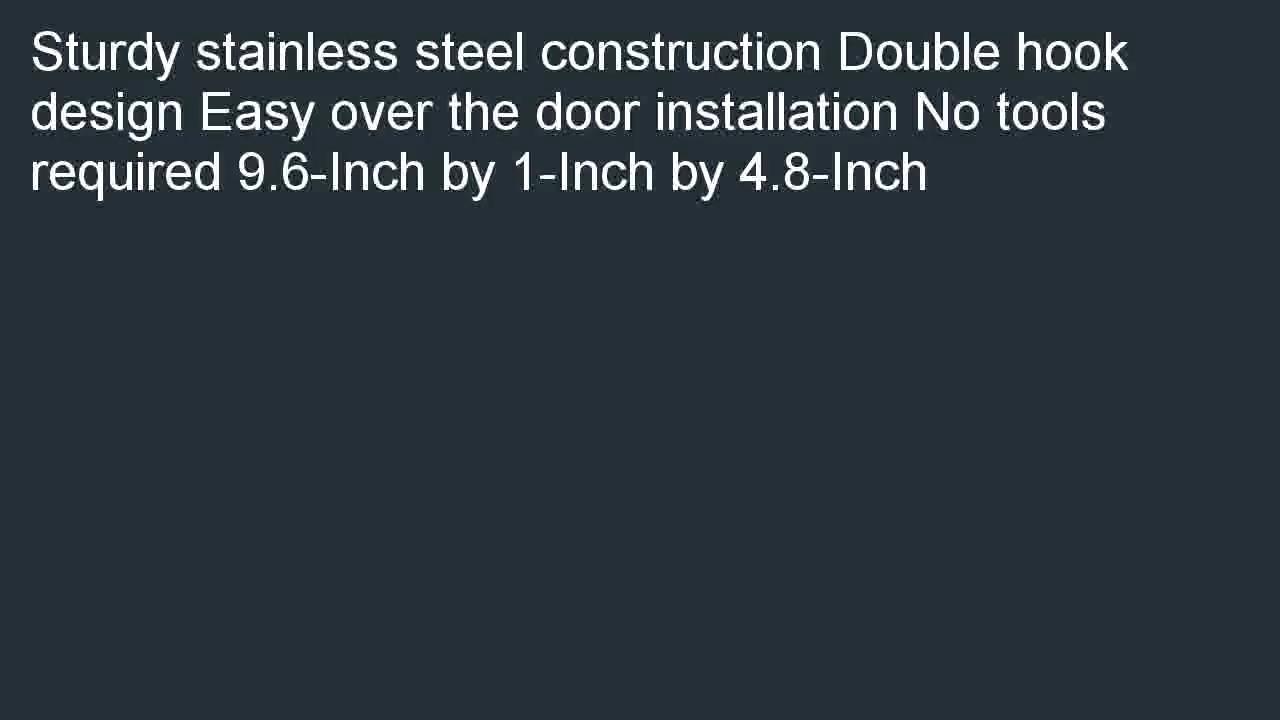 Sturdy stainless steel construction Double hook
design Easy over the door installation No tools
required 9.6-Inch by 1-Inch by 4.8-Inch